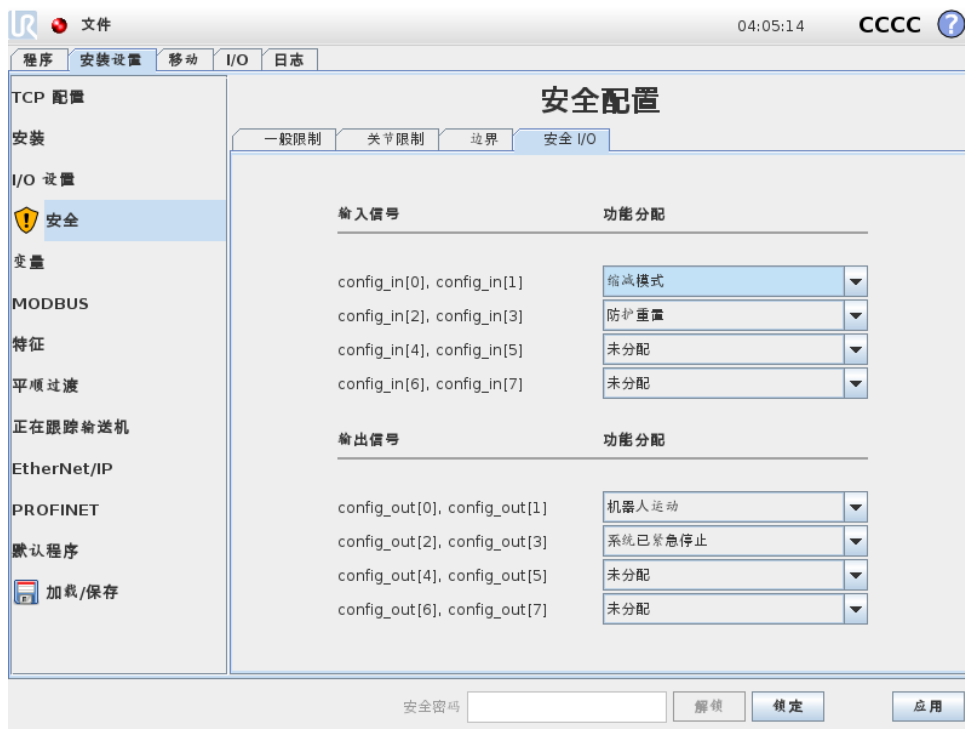 UR 文件 04:05:14 CCCC ?
程序 安装设置 移动 I/O 日志
TCP 配置
安装
I/O 设置
安全
变量
MODBUS
特征
平顺过渡
正在跟踪输送机
EtherNet/IP
PROFINET
默认程序
加载/保存
安全配置
一般限制 关节限制 边界 安全 I/O
输入信号 功能分配
config_in[0], config_in[1] 缩减模式
config_in[2], config_in[3] 防护重置
config_in[4], config_in[5] 未分配
config_in[6], config_in[7] 未分配
输出信号 功能分配
config_out[0], config_out[1] 机器人运动
config_out[2], config_out[3] 系统已紧急停止
config_out[4], config_out[5] 未分配
config_out[6], config_out[7] 未分配
安全密码 解锁 锁定 应用